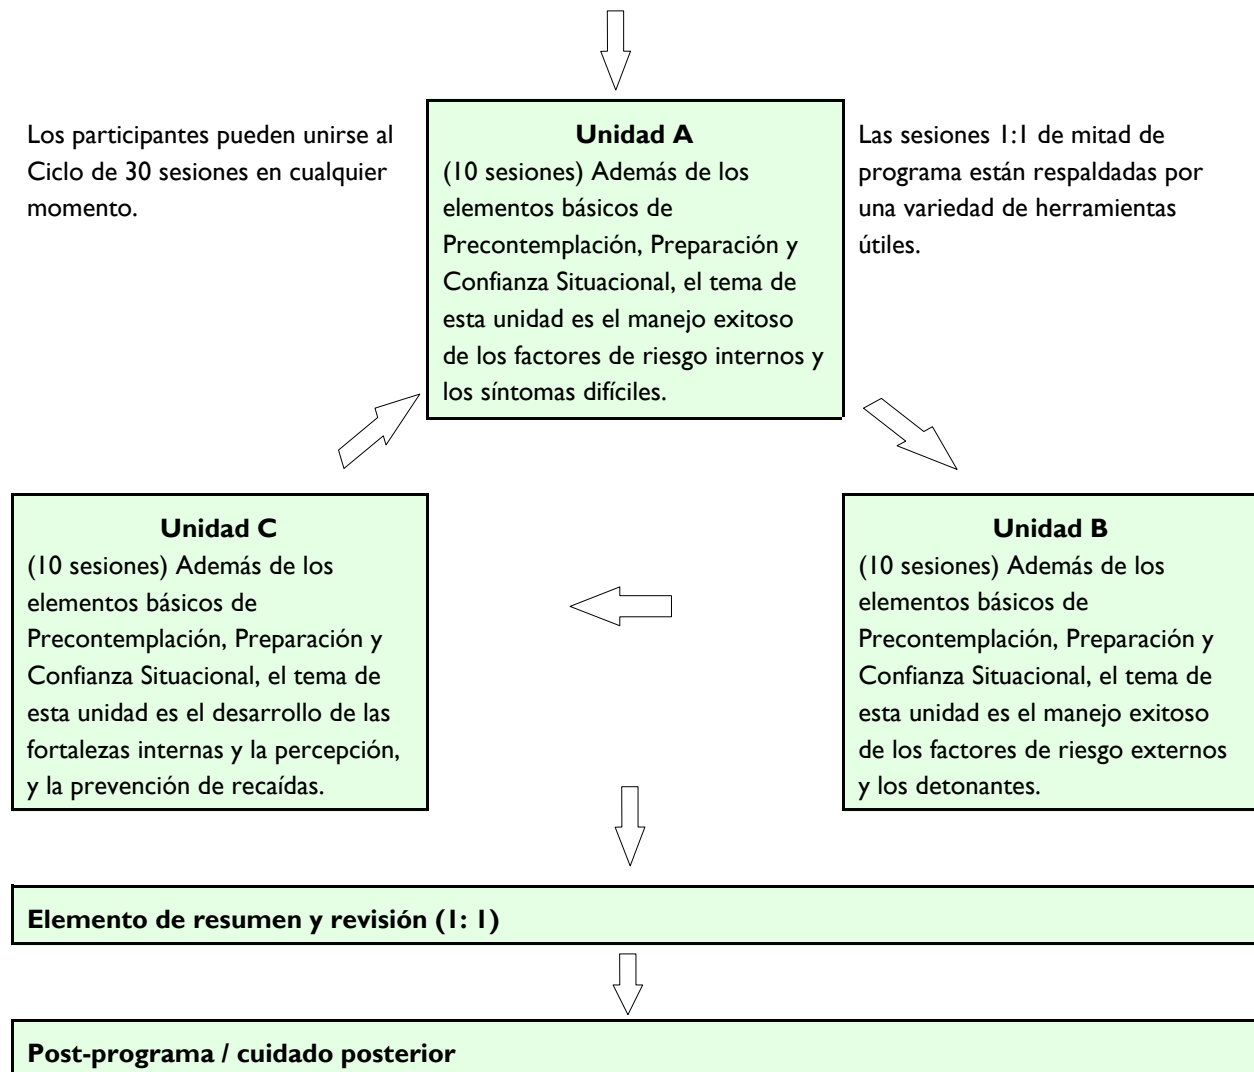 Los participantes pueden unirse al
Ciclo de 30 sesiones en cualquier
momento.
Unidad A
(10 sesiones) Además de los
elementos básicos de
Precontemplación, Preparación y
Confianza Situacional, el tema de
esta unidad es el manejo exitoso
de los factores de riesgo internos y
los síntomas difíciles.
Las sesiones 1:1 de mitad de
programa están respaldadas por
una variedad de herramientas
útiles.
Unidad C
(10 sesiones) Además de los
elementos básicos de
Precontemplación, Preparación y
Confianza Situacional, el tema de
esta unidad es el desarrollo de las
fortalezas internas y la percepción,
y la prevención de recaídas.
Unidad B
(10 sesiones) Además de los
elementos básicos de
Precontemplación, Preparación y
Confianza Situacional, el tema de
esta unidad es el manejo exitoso
de los factores de riesgo externos
y los detonantes.
Elemento de resumen y revisión (1: 1)
Post-programa / cuidado posterior